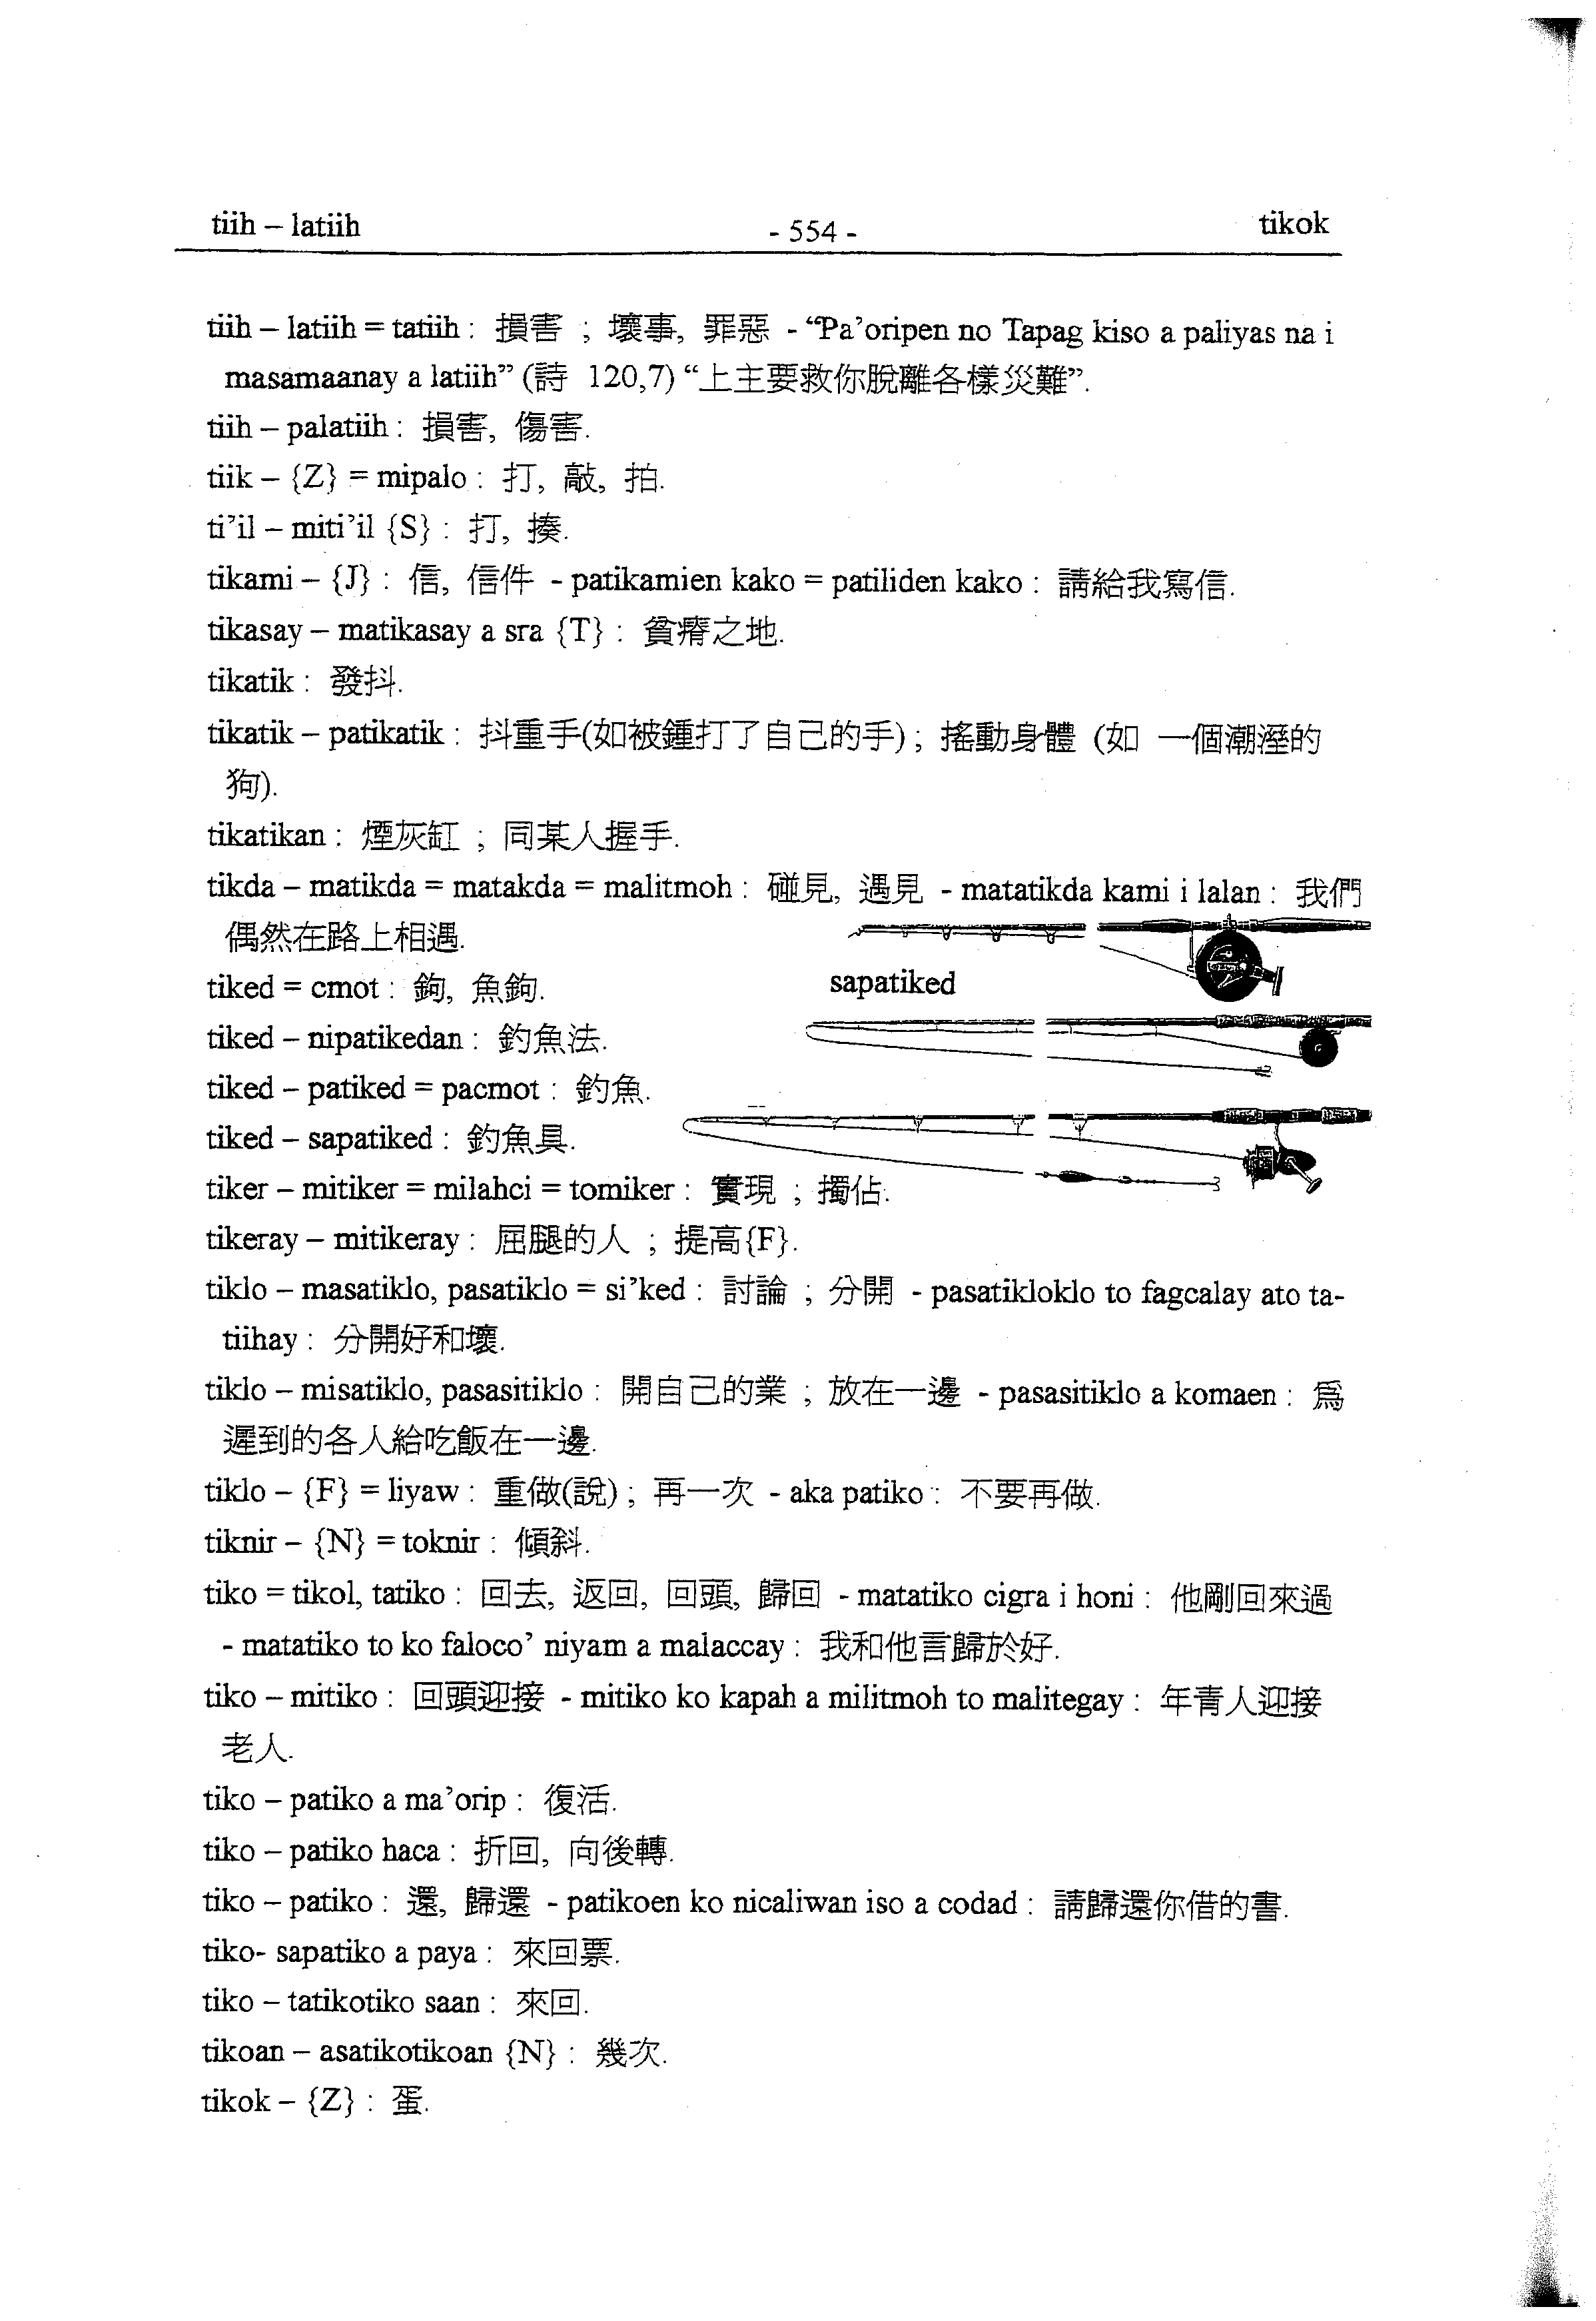 tiih – latiih
- 554 -
tikok
tiih – latiih = tatiih : 損害 ; 壞事, 罪惡 - “Pa’oripen no Tapag kiso a paliyas na i
masamaanay a latiih” (詩 120,7) “上主要救你脫離各樣災難”.
tiih – palatiih : 損害, 傷害.
tiik – {Z} = mipalo : 打, 敲, 拍.
ti’il – miti’il {S} : 打, 揍.
tikami – {J} : 信, 信件 - patikamien kako = patiliden kako : 請給我寫信.
tikasay – matikasay a sra {T} : 貧瘠之地.
tikatik : 發抖.
tikatik – patikatik : 抖重手(如被鍾打了自己的手) ; 搖動身體 (如 一個潮溼的
狗).
tikatikan : 煙灰缸 ; 同某人握手.
tikda – matikda = matakda = malitmoh : 碰見, 遇見 - matatikda kami i lalan : 我們
偶然在路上相遇.
tiked = cmot : 鉤, 魚鉤.
sapatiked
tiked – nipatikedan : 釣魚法.
tiked – patiked = pacmot : 釣魚.
tiked – sapatiked : 釣魚具.
tiker – mitiker = milahci = tomiker : 實現 ; 獨佔.
tikeray – mitikeray : 屈腿的人 ; 提高{F}.
tiklo – masatiklo, pasatiklo = si’ked : 討論 ; 分開 - pasatikloklo to fagcalay ato ta-
tiihay : 分開好和壞.
tiklo – misatiklo, pasasitiklo : 開自己的業 ; 放在一邊 - pasasitiklo a komaen : 爲
遲到的各人給吃飯在一邊.
tiklo – {F} = liyaw : 重做(說) ; 再一次 - aka patiko : 不要再做.
tiknir – {N} = toknir : 傾斜.
tiko = tikol, tatiko : 回去, 返回, 回頭, 歸回 - matatiko cigra i honi : 他剛回來過
- matatiko to ko faloco’ niyam a malaccay : 我和他言歸於好.
tiko – mitiko : 回頭迎接 - mitiko ko kapah a militmoh to malitegay : 年青人迎接
老人.
tiko – patiko a ma’orip : 復活.
tiko – patiko haca : 折回, 向後轉.
tiko – patiko : 還, 歸還 - patikoen ko nicaliwan iso a codad : 請歸還你借的書.
tiko- sapatiko a paya : 來回票.
tiko – tatikotiko saan : 來回.
tikoan – asatikotikoan {N} : 幾次.
tikok – {Z} : 蛋.